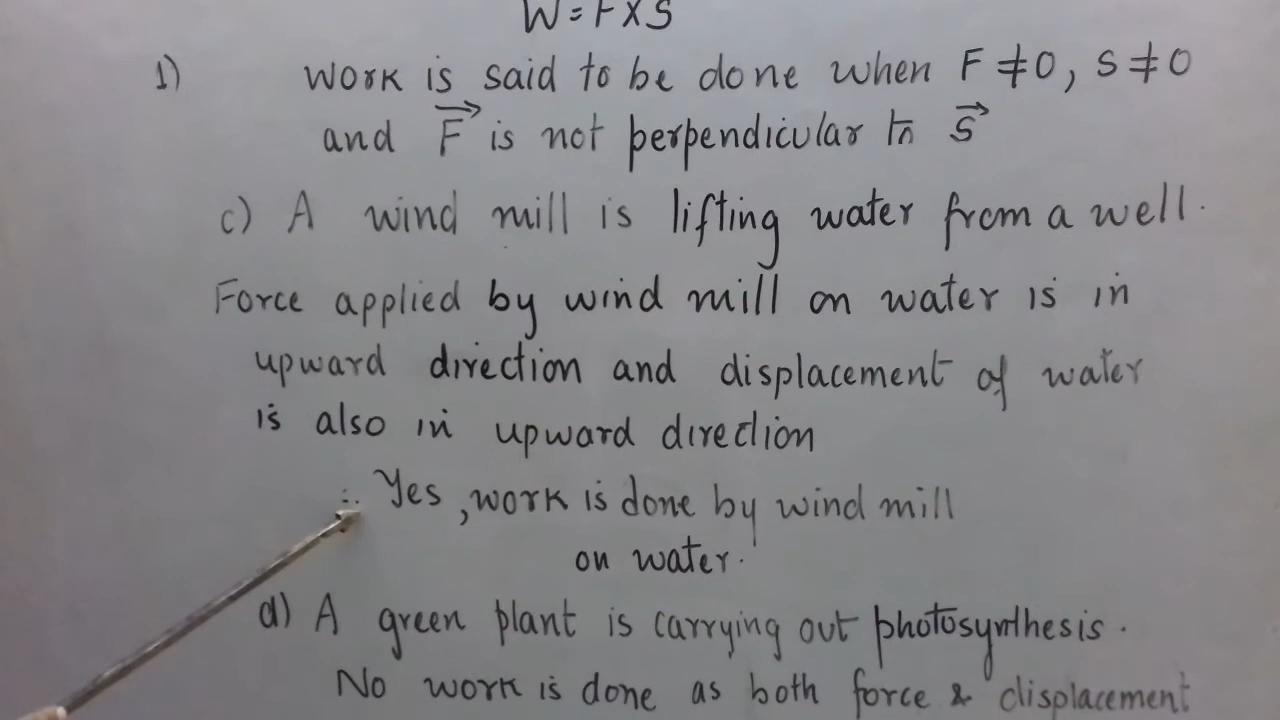 W = F X S
1) Work is said to be done when F ≠ 0, S ≠ 0
and F⃗ is not perpendicular to S⃗
c) A wind mill is lifting water from a well.
Force applied by wind mill on water is in
upward direction and displacement of water
is also in upward direction
∴ Yes, work is done by wind mill
on water.
d) A green plant is carrying out photosynthesis.
No work is done as both force & displacement